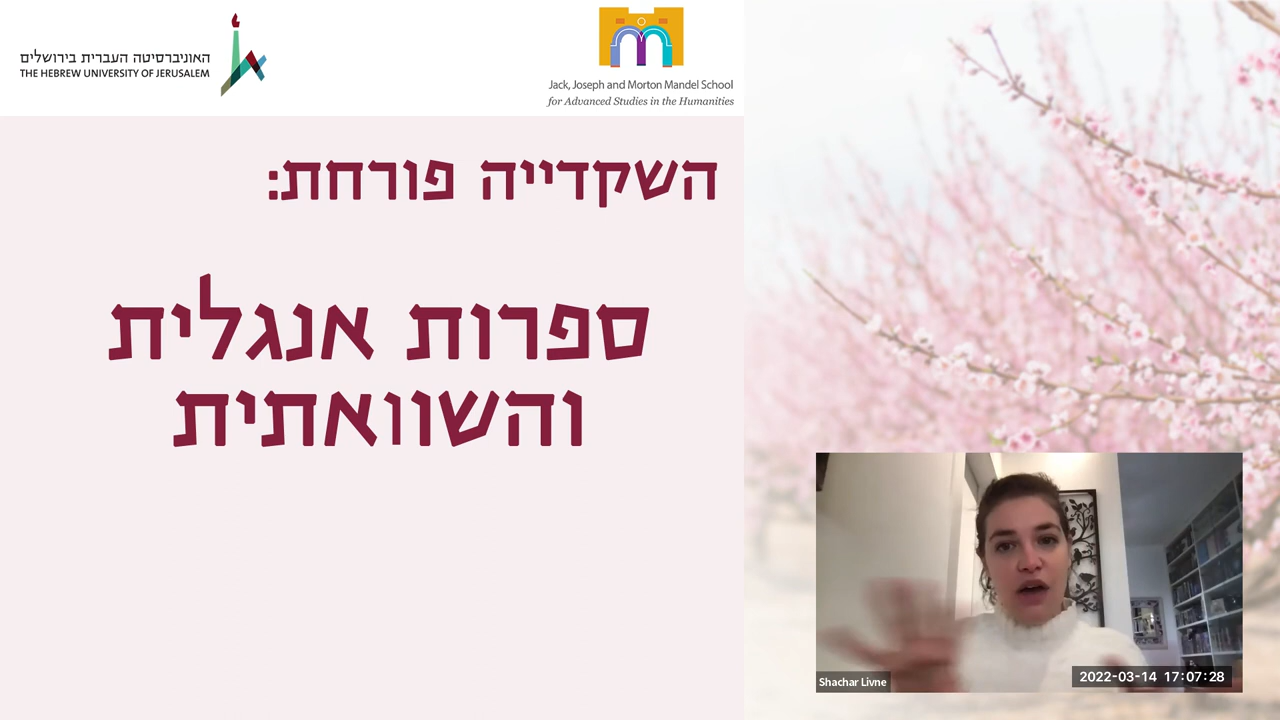 האוניברסיטה העברית בירושלים
THE HEBREW UNIVERSITY OF JERUSALEM
Jack, Joseph and Morton Mandel School
for Advanced Studies in the Humanities
השקדייה פורחת:
ספרות אנגלית
והשוואתית
Shachar Livne
2022-03-14 17:07:28